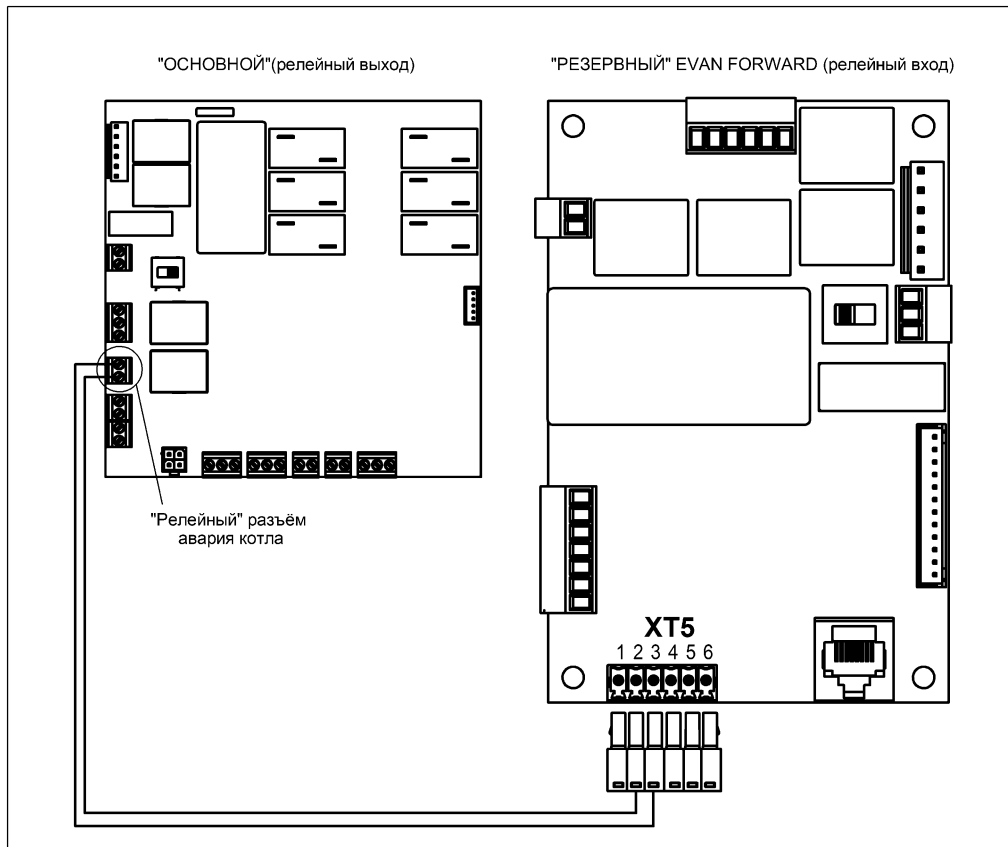 "ОСНОВНОЙ"(релейный выход)
"РЕЗЕРВНЫЙ" EVAN FORWARD (релейный вход)
"Релейный" разъём
авария котла
XT5
1 2 3 4 5 6